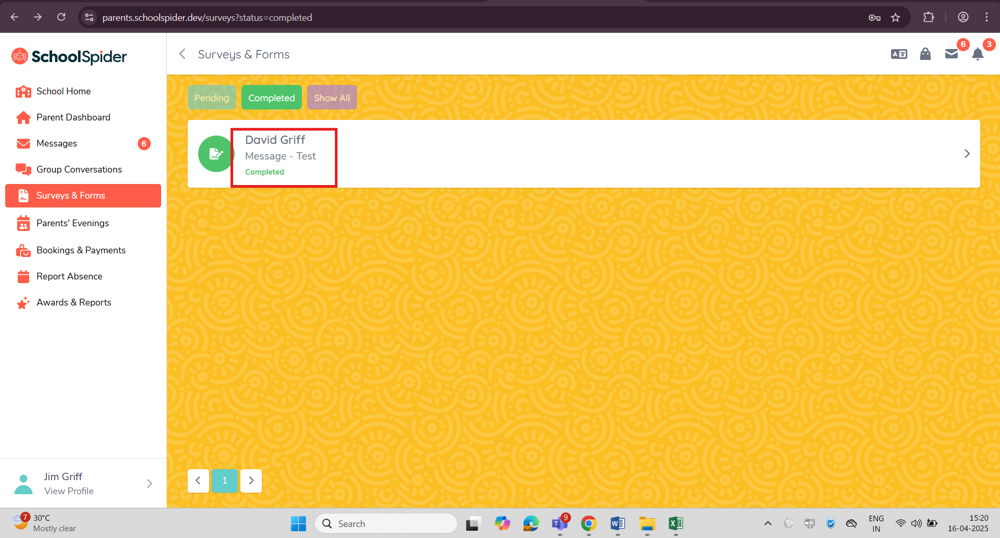 parents.schoolspider.dev/surveys?status=completed
SchoolSpider
Surveys & Forms
6
3
School Home
Parent Dashboard
Messages
6
Group Conversations
Surveys & Forms
Parents' Evenings
Bookings & Payments
Report Absence
Awards & Reports
Pending
Completed
Show All
David Griff
Message - Test
Completed
1
Jim Griff
View Profile
7
30°C
Mostly clear
Search
9
ENG
IN
15:20
16-04-2025